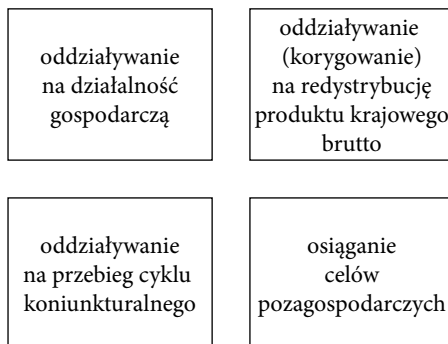 oddziaływanie
na działalność
gospodarczą
oddziaływanie
(korygowanie)
na redystrybucję
produktu krajowego
brutto
oddziaływanie
na przebieg cyklu
koniunkturalnego
osiąganie
celów
pozagospodarczych